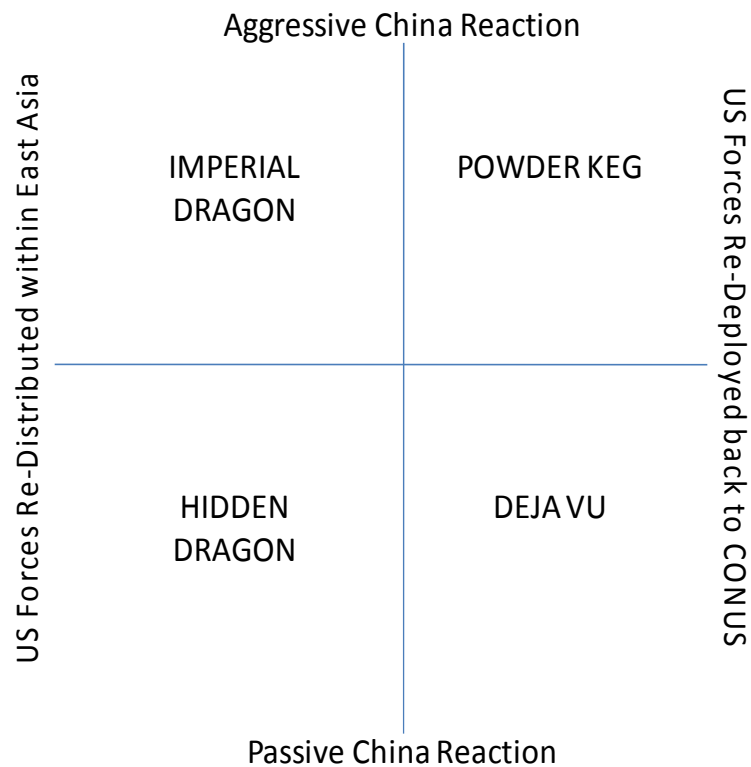 Aggressive China Reaction
US Forces Re-Distributed within East Asia
IMPERIAL
DRAGON
POWDER KEG
US Forces Re-Deployed back to CONUS
HIDDEN
DRAGON
DEJA VU
Passive China Reaction